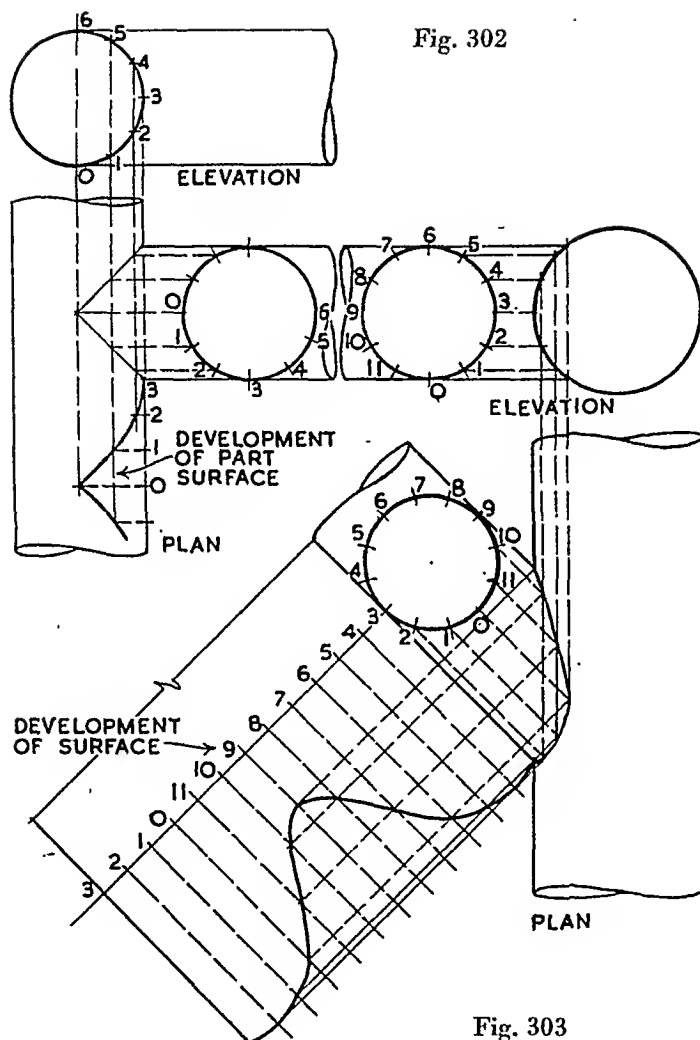 6
5
Fig. 302
4
3
2
1
O
ELEVATION
7 6 5
8 4
O 6 9 3
1 5 10 2
2 4 11 1
3 3 O
ELEVATION
2
1
DEVELOPMENT
OF PART
SURFACE
O
PLAN
7 8
6 9
5 10
4 11
3 O
4 2 1
5
6
7
8
DEVELOPMENT
OF SURFACE
9
10
11
O
1
2
3
PLAN
Fig. 303